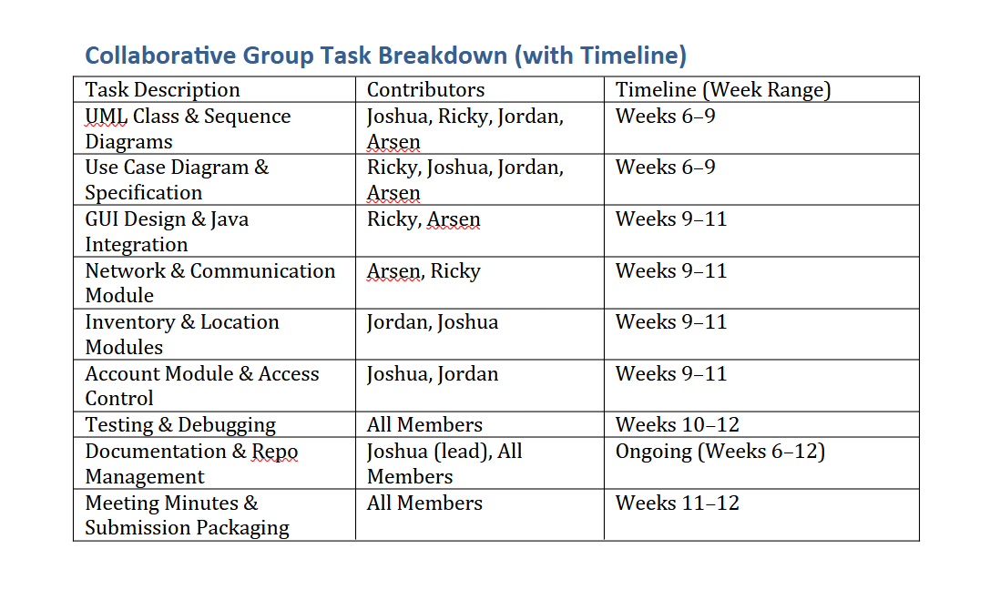 Collaborative Group Task Breakdown (with Timeline)
Task Description Contributors Timeline (Week Range)
UML Class & Sequence Joshua, Ricky, Jordan, Weeks 6–9
Diagrams Arsen
Use Case Diagram & Ricky, Joshua, Jordan, Weeks 6–9
Specification Arsen
GUI Design & Java Ricky, Arsen Weeks 9–11
Integration
Network & Communication Arsen, Ricky Weeks 9–11
Module
Inventory & Location Jordan, Joshua Weeks 9–11
Modules
Account Module & Access Joshua, Jordan Weeks 9–11
Control
Testing & Debugging All Members Weeks 10–12
Documentation & Repo Joshua (lead), All Ongoing (Weeks 6–12)
Management Members
Meeting Minutes & All Members Weeks 11–12
Submission Packaging